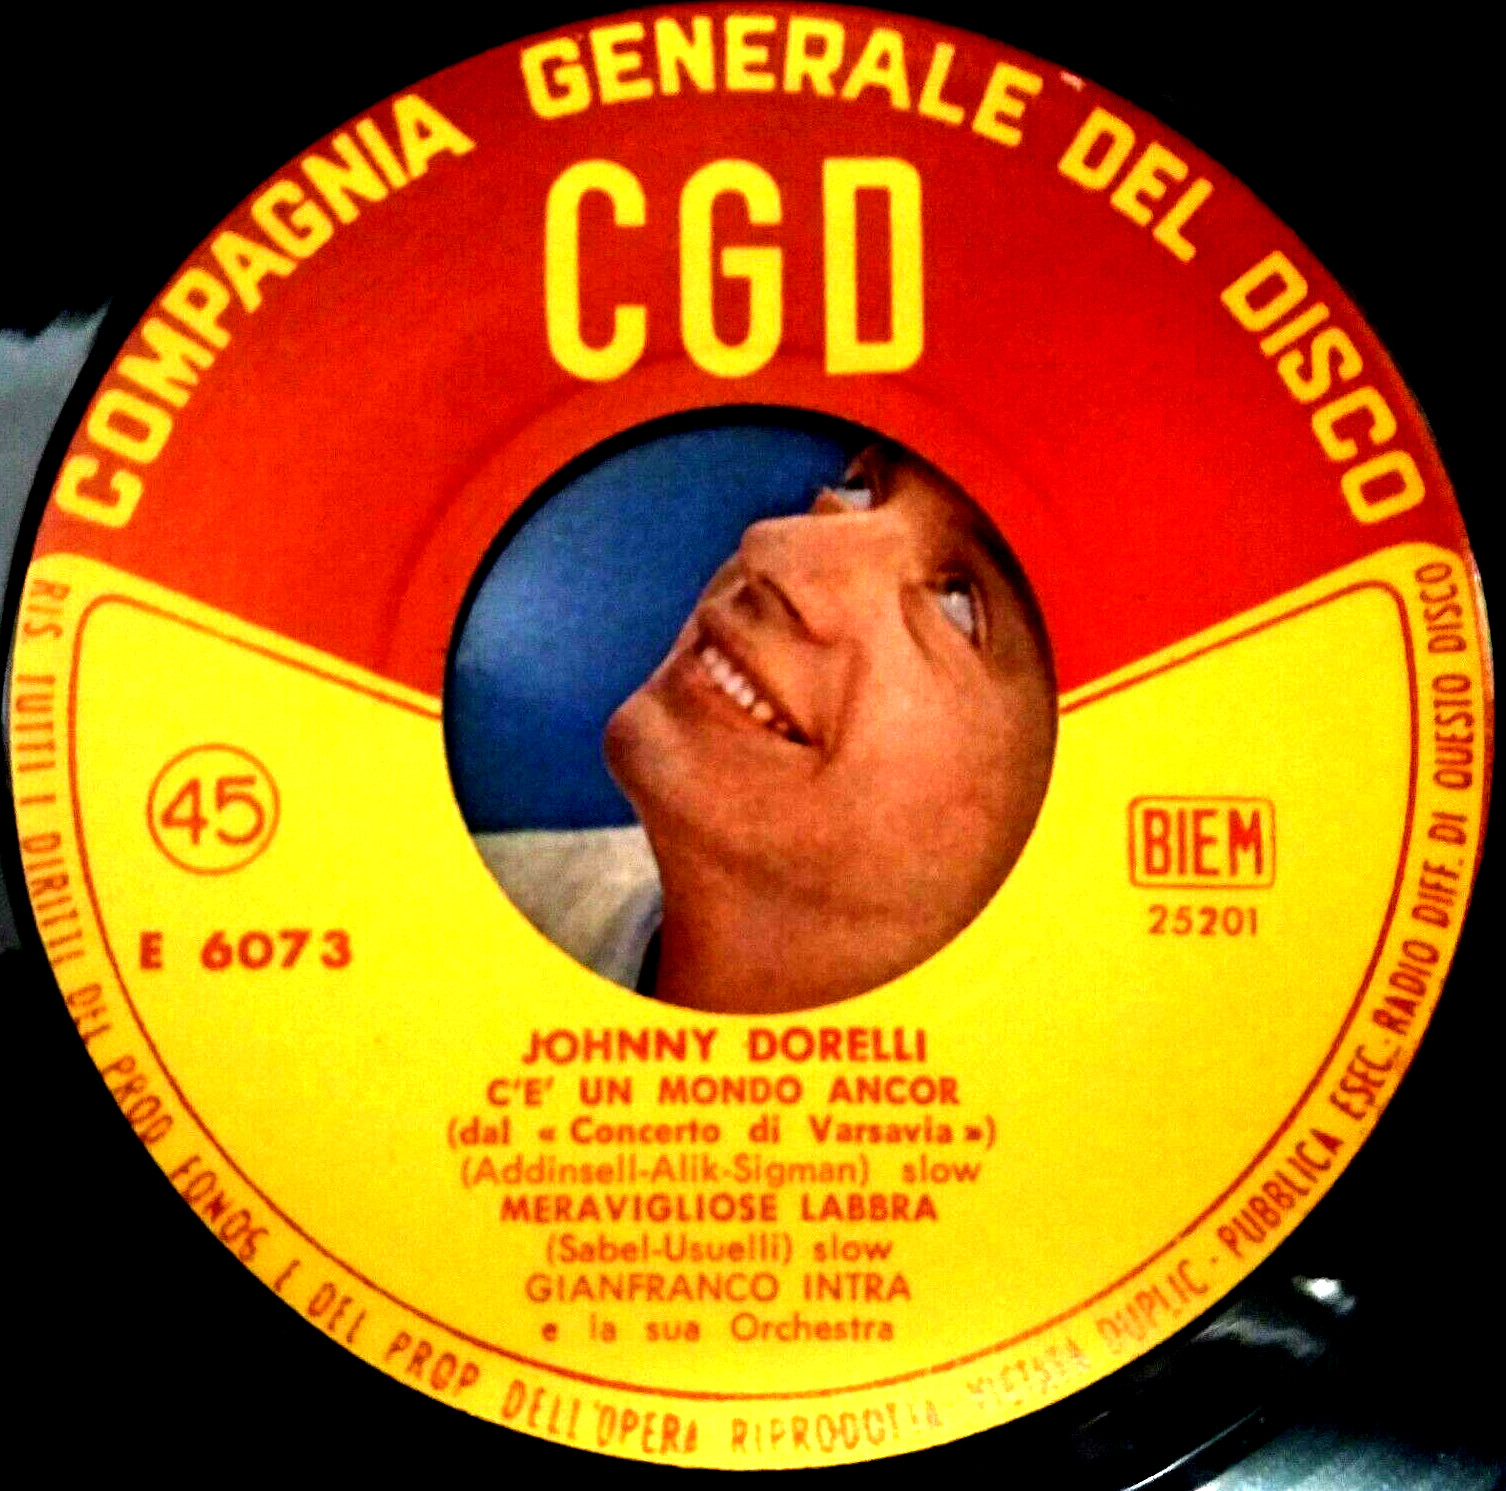 COMPAGNIA GENERALE DEL DISCO
CGD
45
E 6073
BIEM
25201
JOHNNY DORELLI
C'E' UN MONDO ANCOR
(dal « Concerto di Varsavia »)
(Addinsell-Alik-Sigman) slow
MERAVIGLIOSE LABBRA
(Sabel-Usuelli) slow
GIANFRANCO INTRA
e la sua Orchestra
RIS TUTTI I DIRITTI DEL PROD FONOG E DEL PROP DELL'OPERA RIPRODOTTA - VIETATA DUPLIC. - PUBBLICA ESEC. - RADIO DIFF. DI QUESTO DISCO